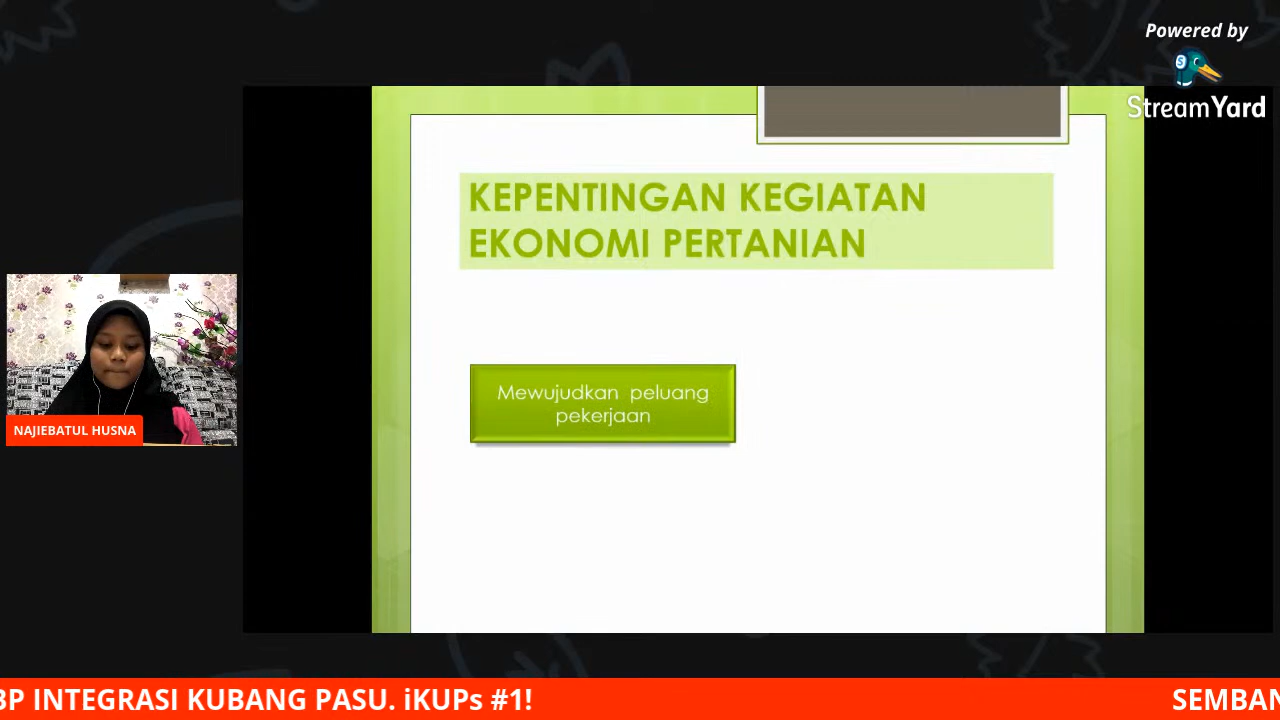 Powered by
StreamYard
KEPENTINGAN KEGIATAN
EKONOMI PERTANIAN
Mewujudkan peluang
pekerjaan
NAJIEBATUL HUSNA
BP INTEGRASI KUBANG PASU. iKUPs #1!
SEMBAN